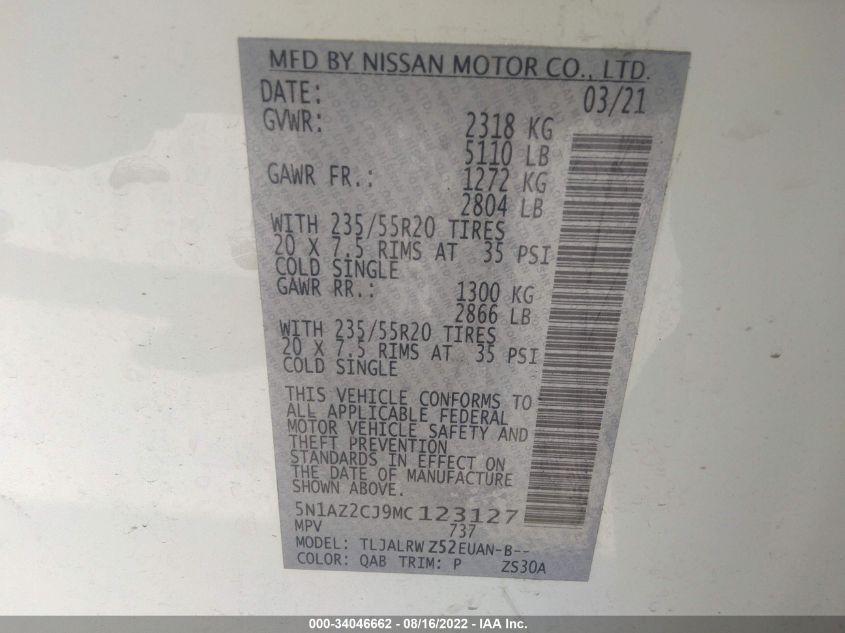 MFD BY NISSAN MOTOR CO., LTD.
DATE: 03/21
GVWR: 2318 KG
5110 LB
GAWR FR.: 1272 KG
2804 LB
WITH 235/55R20 TIRES
20 X 7.5 RIMS AT 35 PSI
COLD SINGLE
GAWR RR.: 1300 KG
2866 LB
WITH 235/55R20 TIRES
20 X 7.5 RIMS AT 35 PSI
COLD SINGLE
THIS VEHICLE CONFORMS TO
ALL APPLICABLE FEDERAL
MOTOR VEHICLE SAFETY AND
THEFT PREVENTION
STANDARDS IN EFFECT ON
THE DATE OF MANUFACTURE
SHOWN ABOVE.
5N1AZ2CJ9MC123127
MPV 737
MODEL: TLJALRWZ52EUAN-B--
COLOR: QAB TRIM: P ZS30A
000-34046662 - 08/16/2022 - IAA Inc.